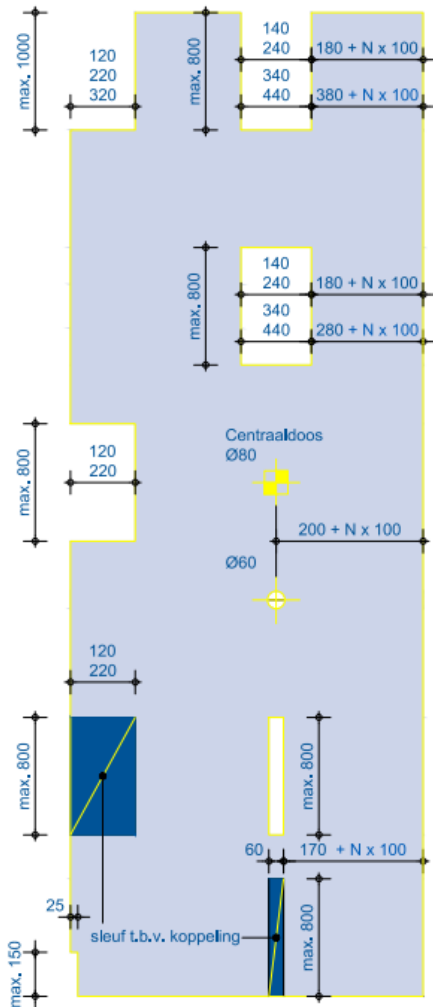 max. 1000
120
220
320
max. 800
140
240
180 + N x 100
340
440
380 + N x 100
max. 800
140
240
180 + N x 100
340
440
280 + N x 100
max. 800
120
220
Centraaldoos
Ø80
200 + N x 100
Ø60
120
220
max. 800
max. 800
60
170 + N x 100
25
sleuf t.b.v. koppeling
max. 800
max. 150